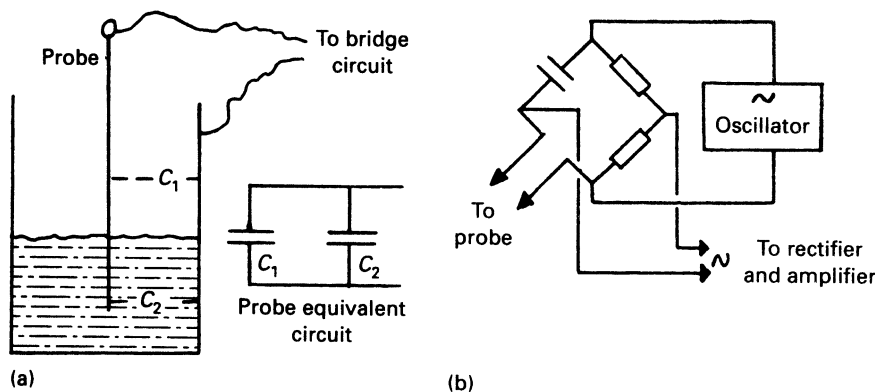 Probe
To bridge
circuit
C₁
C₂
C₁
C₂
Probe equivalent
circuit
(a)
~
Oscillator
To
probe
~
To rectifier
and amplifier
(b)